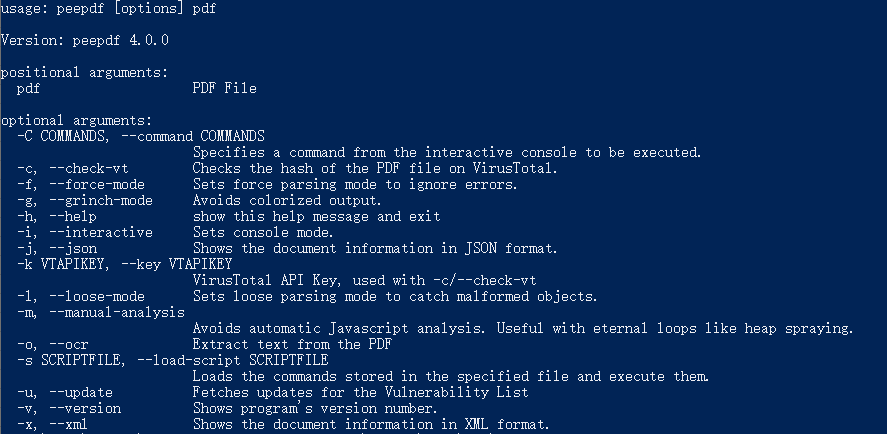 usage: peepdf [options] pdf
Version: peepdf 4.0.0
positional arguments:
pdf PDF File
optional arguments:
-C COMMANDS, --command COMMANDS
Specifies a command from the interactive console to be executed.
-c, --check-vt Checks the hash of the PDF file on VirusTotal.
-f, --force-mode Sets force parsing mode to ignore errors.
-g, --grinch-mode Avoids colorized output.
-h, --help show this help message and exit
-i, --interactive Sets console mode.
-j, --json Shows the document information in JSON format.
-k VTAPIKEY, --key VTAPIKEY
VirusTotal API Key, used with -c/--check-vt
-l, --loose-mode Sets loose parsing mode to catch malformed objects.
-m, --manual-analysis
Avoids automatic Javascript analysis. Useful with eternal loops like heap spraying.
-o, --ocr Extract text from the PDF
-s SCRIPTFILE, --load-script SCRIPTFILE
Loads the commands stored in the specified file and execute them.
-u, --update Fetches updates for the Vulnerability List
-v, --version Shows program's version number.
-x, --xml Shows the document information in XML format.